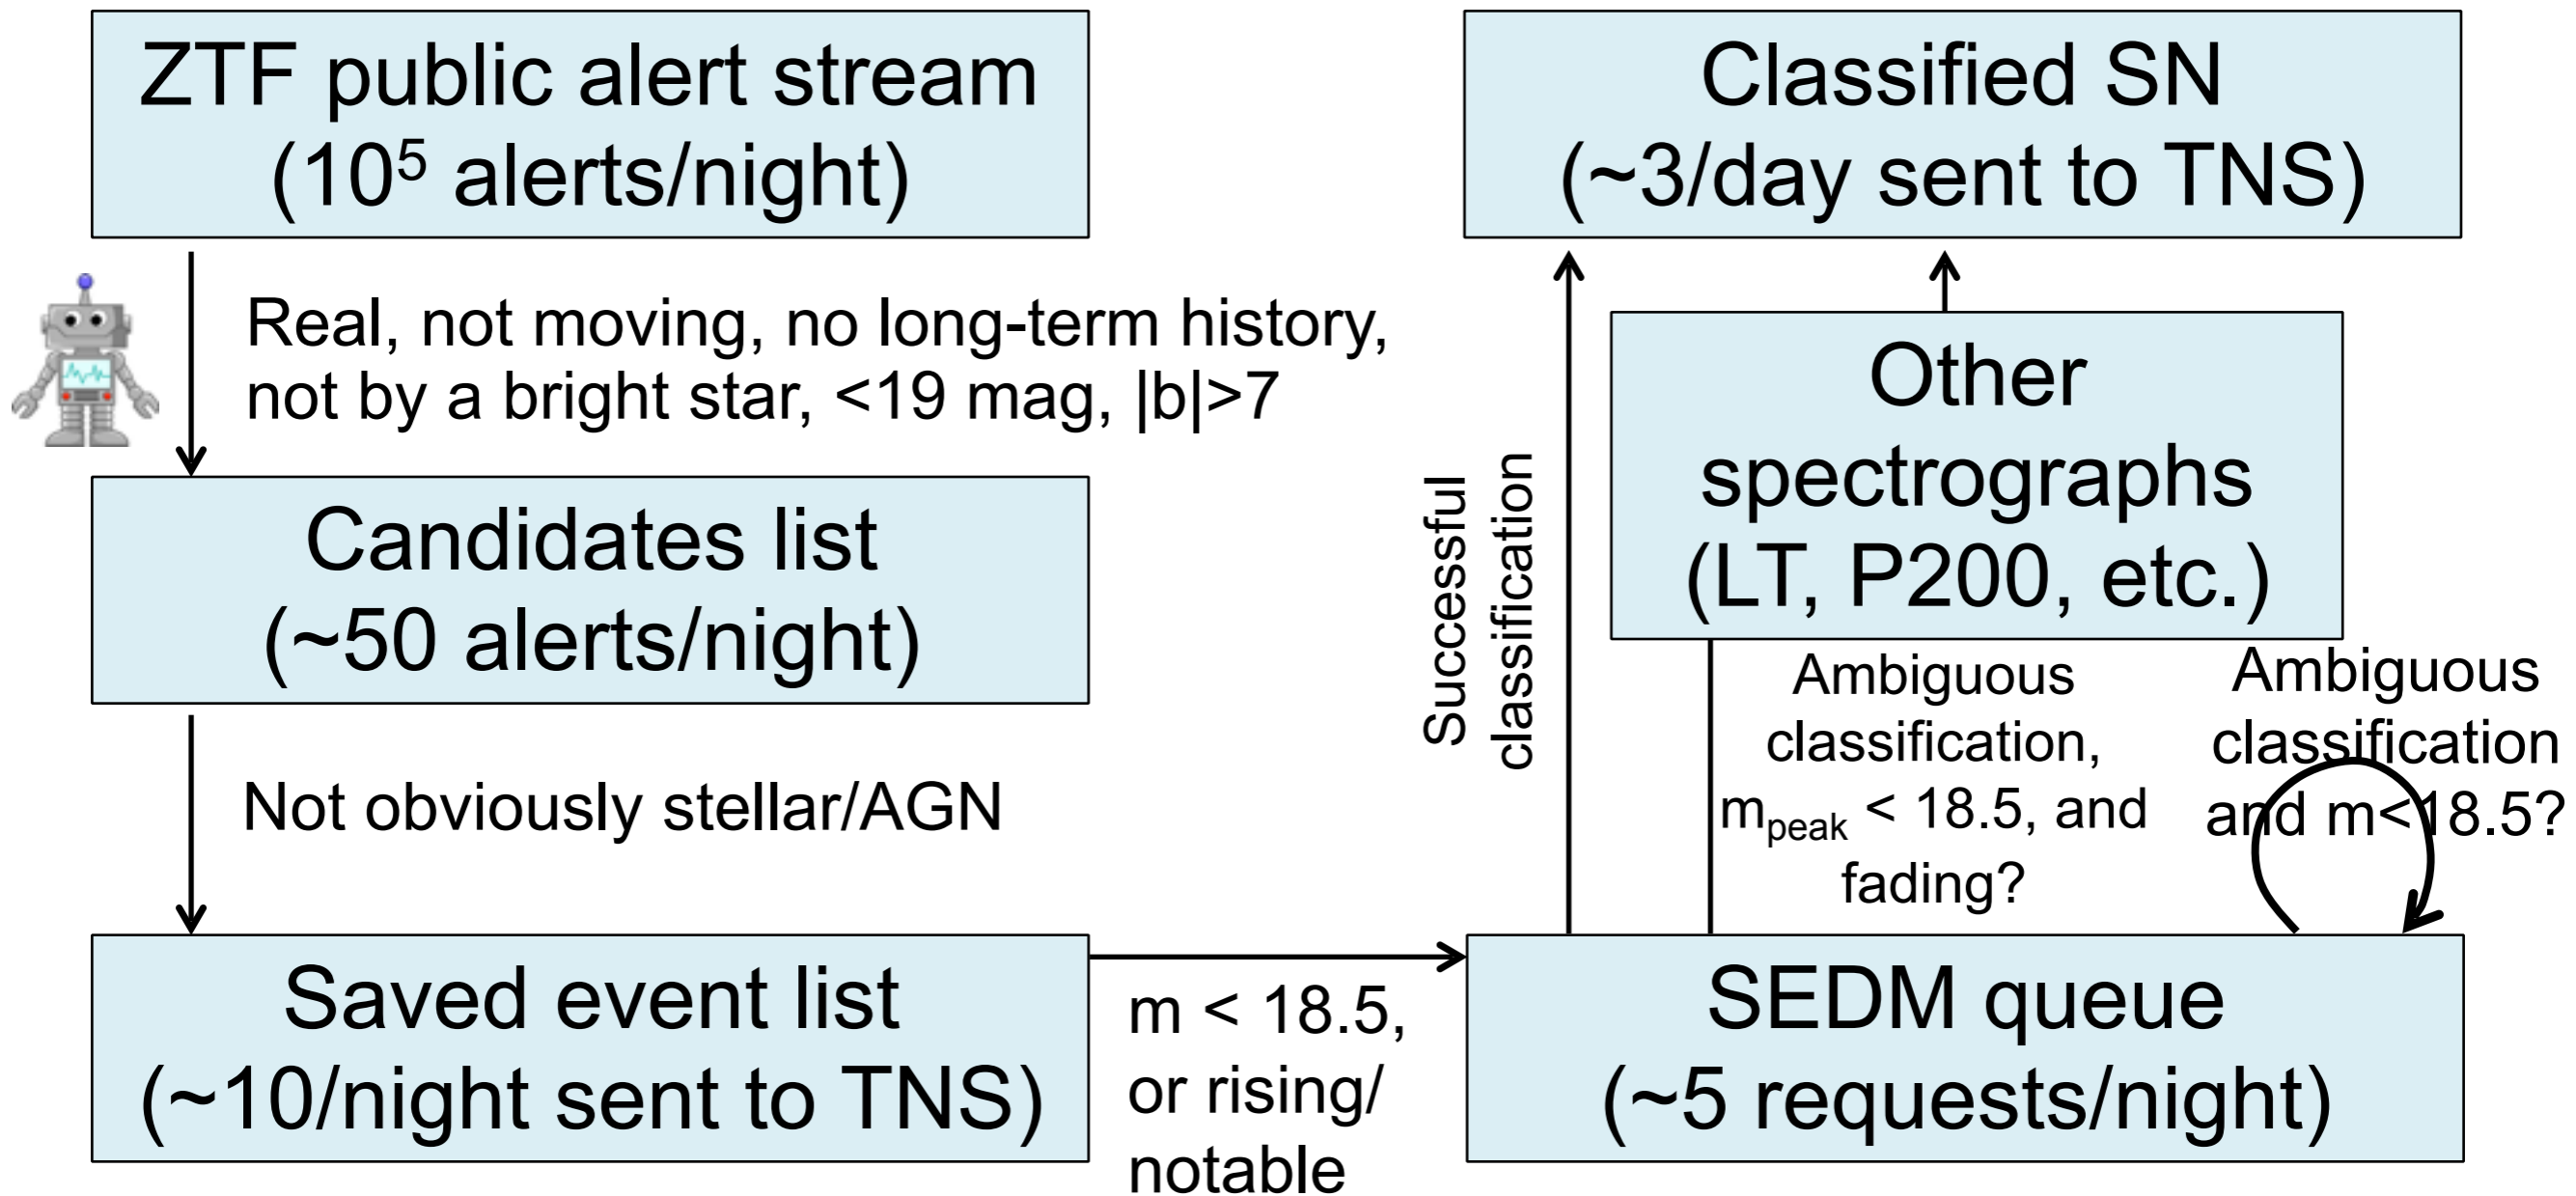 ZTF public alert stream
(10⁵ alerts/night)
Real, not moving, no long-term history,
not by a bright star, <19 mag, |b|>7
Candidates list
(~50 alerts/night)
Not obviously stellar/AGN
Saved event list
(~10/night sent to TNS)
m < 18.5,
or rising/
notable
SEDM queue
(~5 requests/night)
Ambiguous
classification
and m<18.5?
Ambiguous
classification,
mₚₑₐₖ < 18.5, and
fading?
Other
spectrographs
(LT, P200, etc.)
Successful
classification
Classified SN
(~3/day sent to TNS)